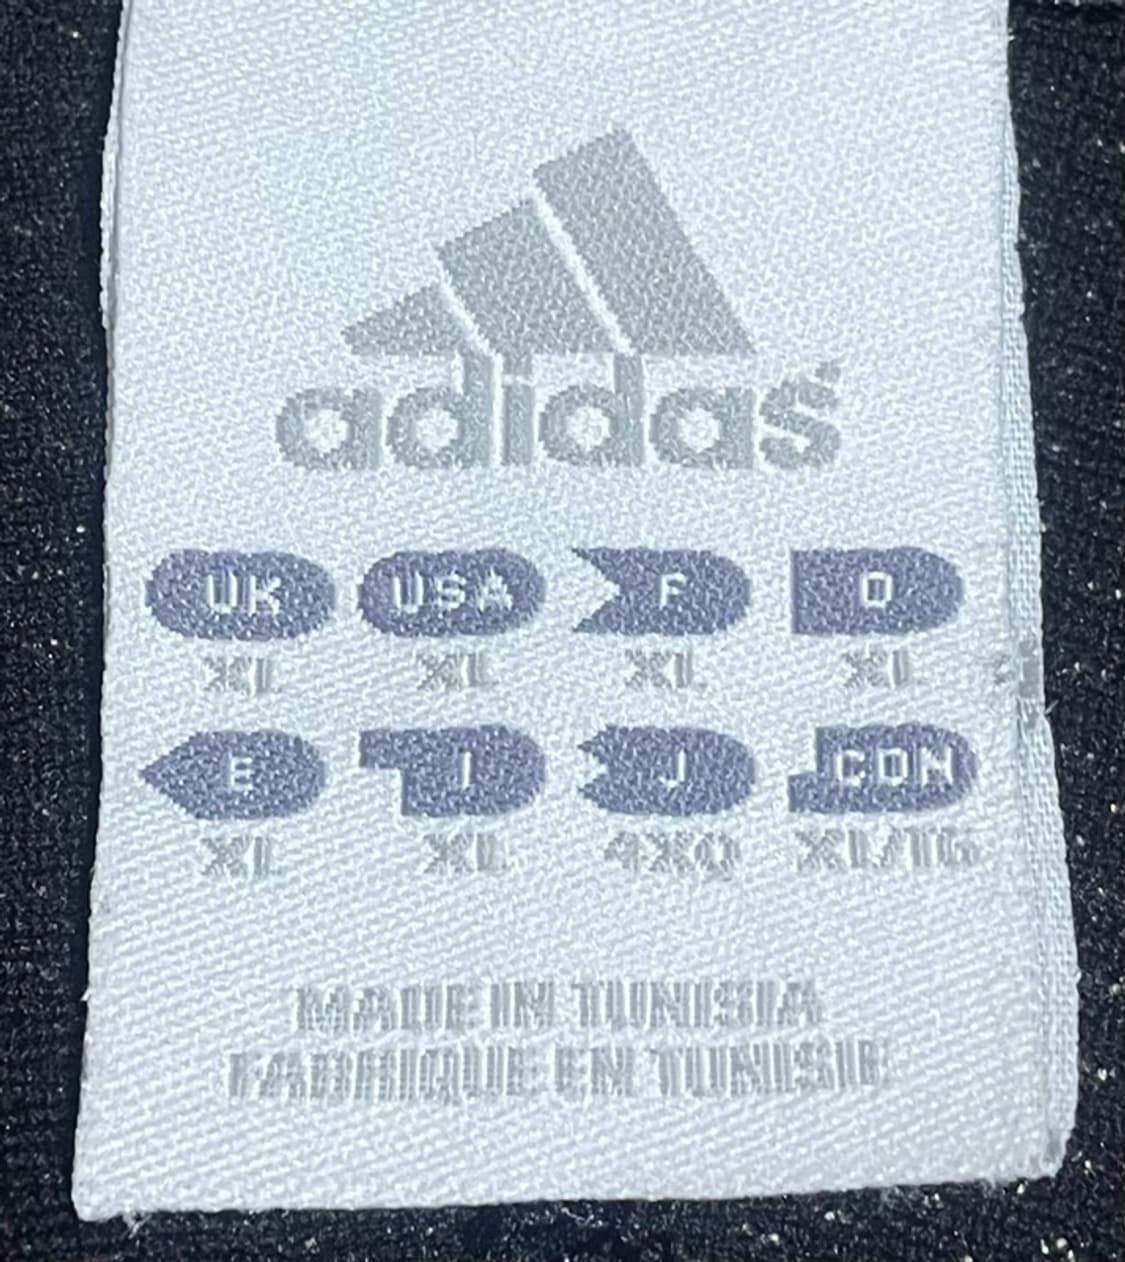 adidas
UK USA F D
XL XL XL XL
E I J CDN
XL XL 4XO XL/TG
MADE IN TUNISIA
FABRIQUE EN TUNISIE